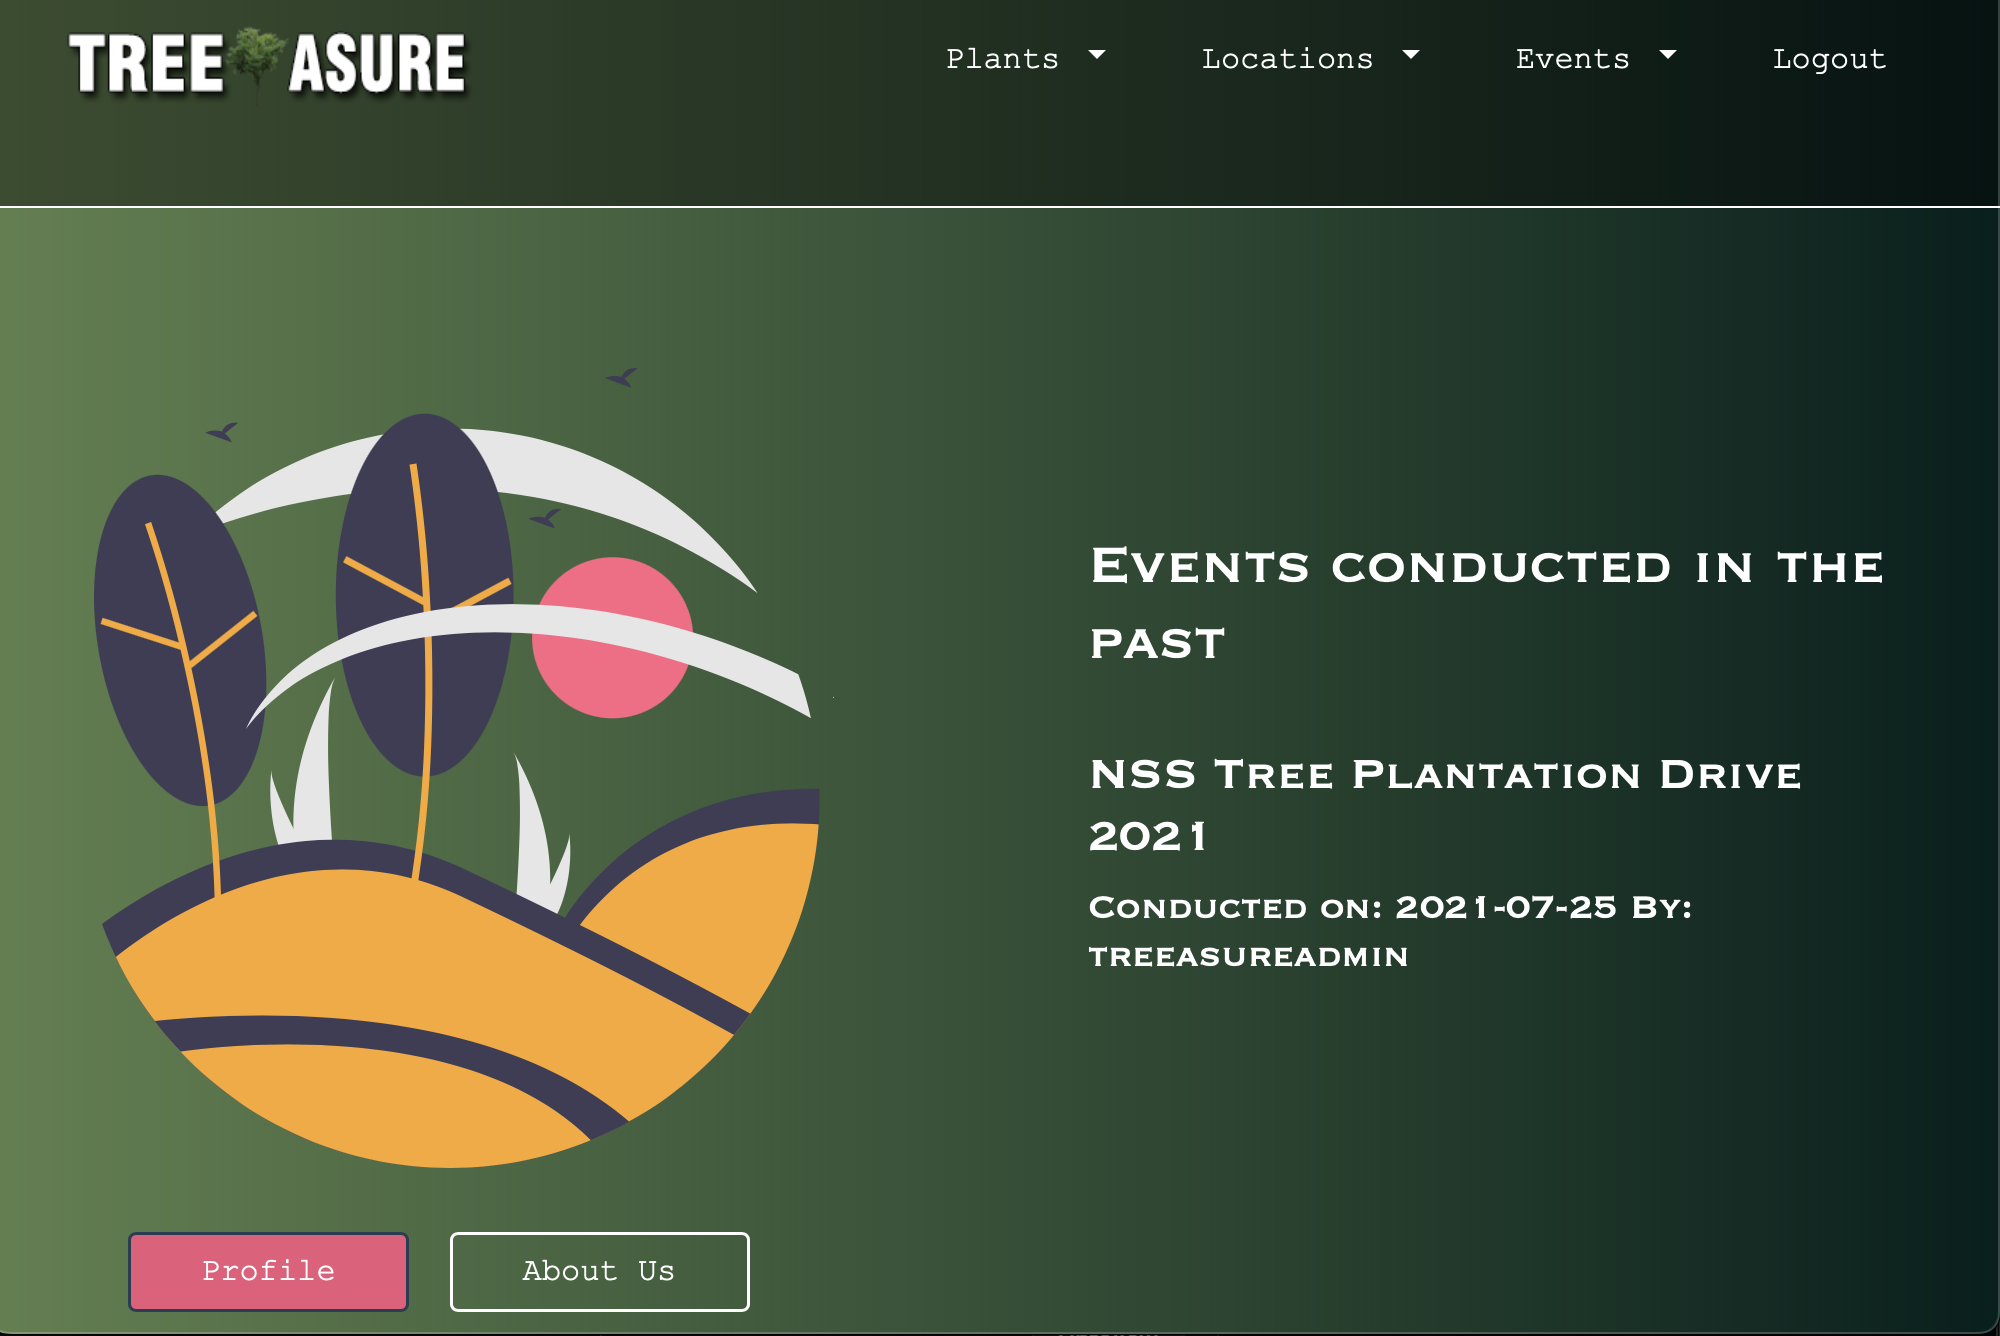 TREE ASURE
Plants
Locations
Events
Logout
Events conducted in the
past
NSS Tree Plantation Drive
2021
Conducted on: 2021-07-25 By:
treeasureadmin
Profile
About Us